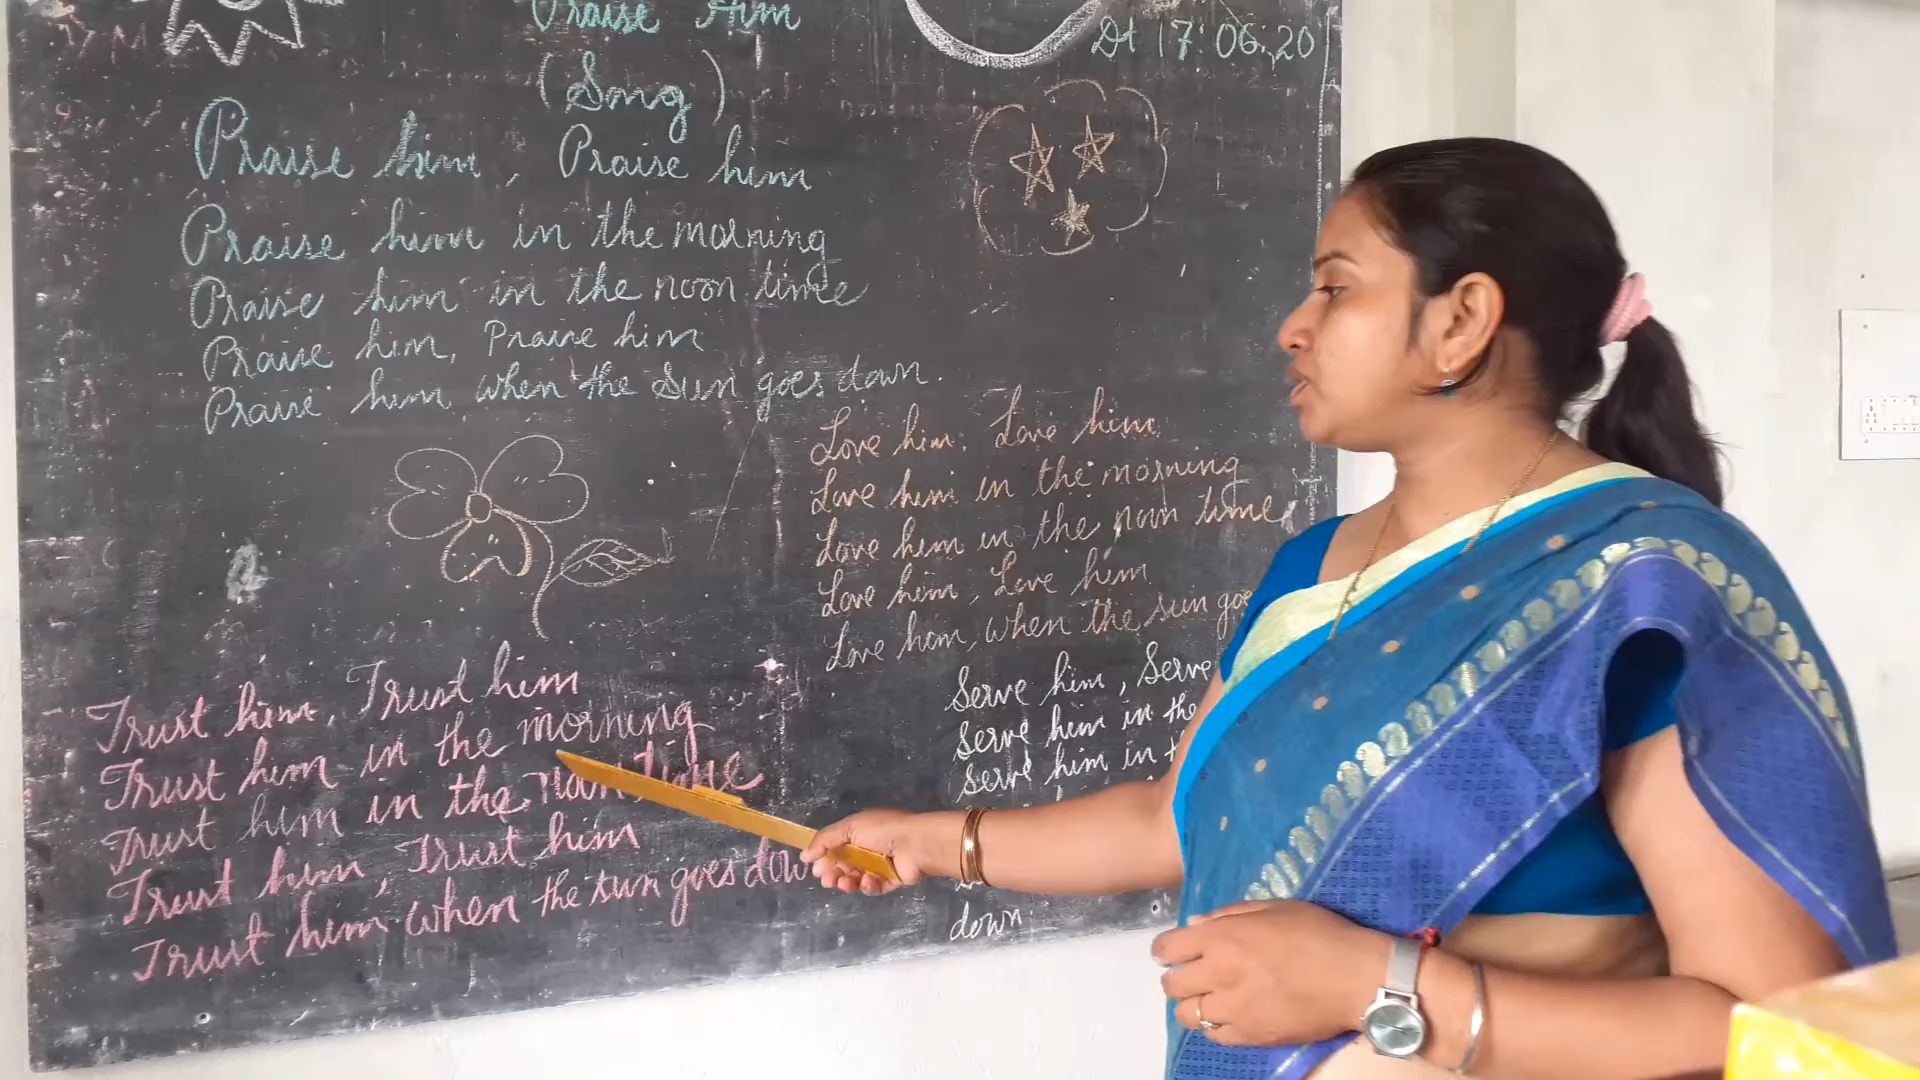 Praise Him
Dt 17.06.20
(Song)
Praise him, Praise him
Praise him in the morning
Praise him in the noon time
Praise him, Praise him
Praise him when the Sun goes down.
Love him, Love him
Love him in the morning
Love him in the noon time
Love him, Love him
Love him, when the sun goe
Trust him, Trust him
Trust him in the morning
Trust him in the noon time
Trust him, Trust him
Trust him when the sun goes dow
Serve him, Serve
Serve him in the
Serve him in
down